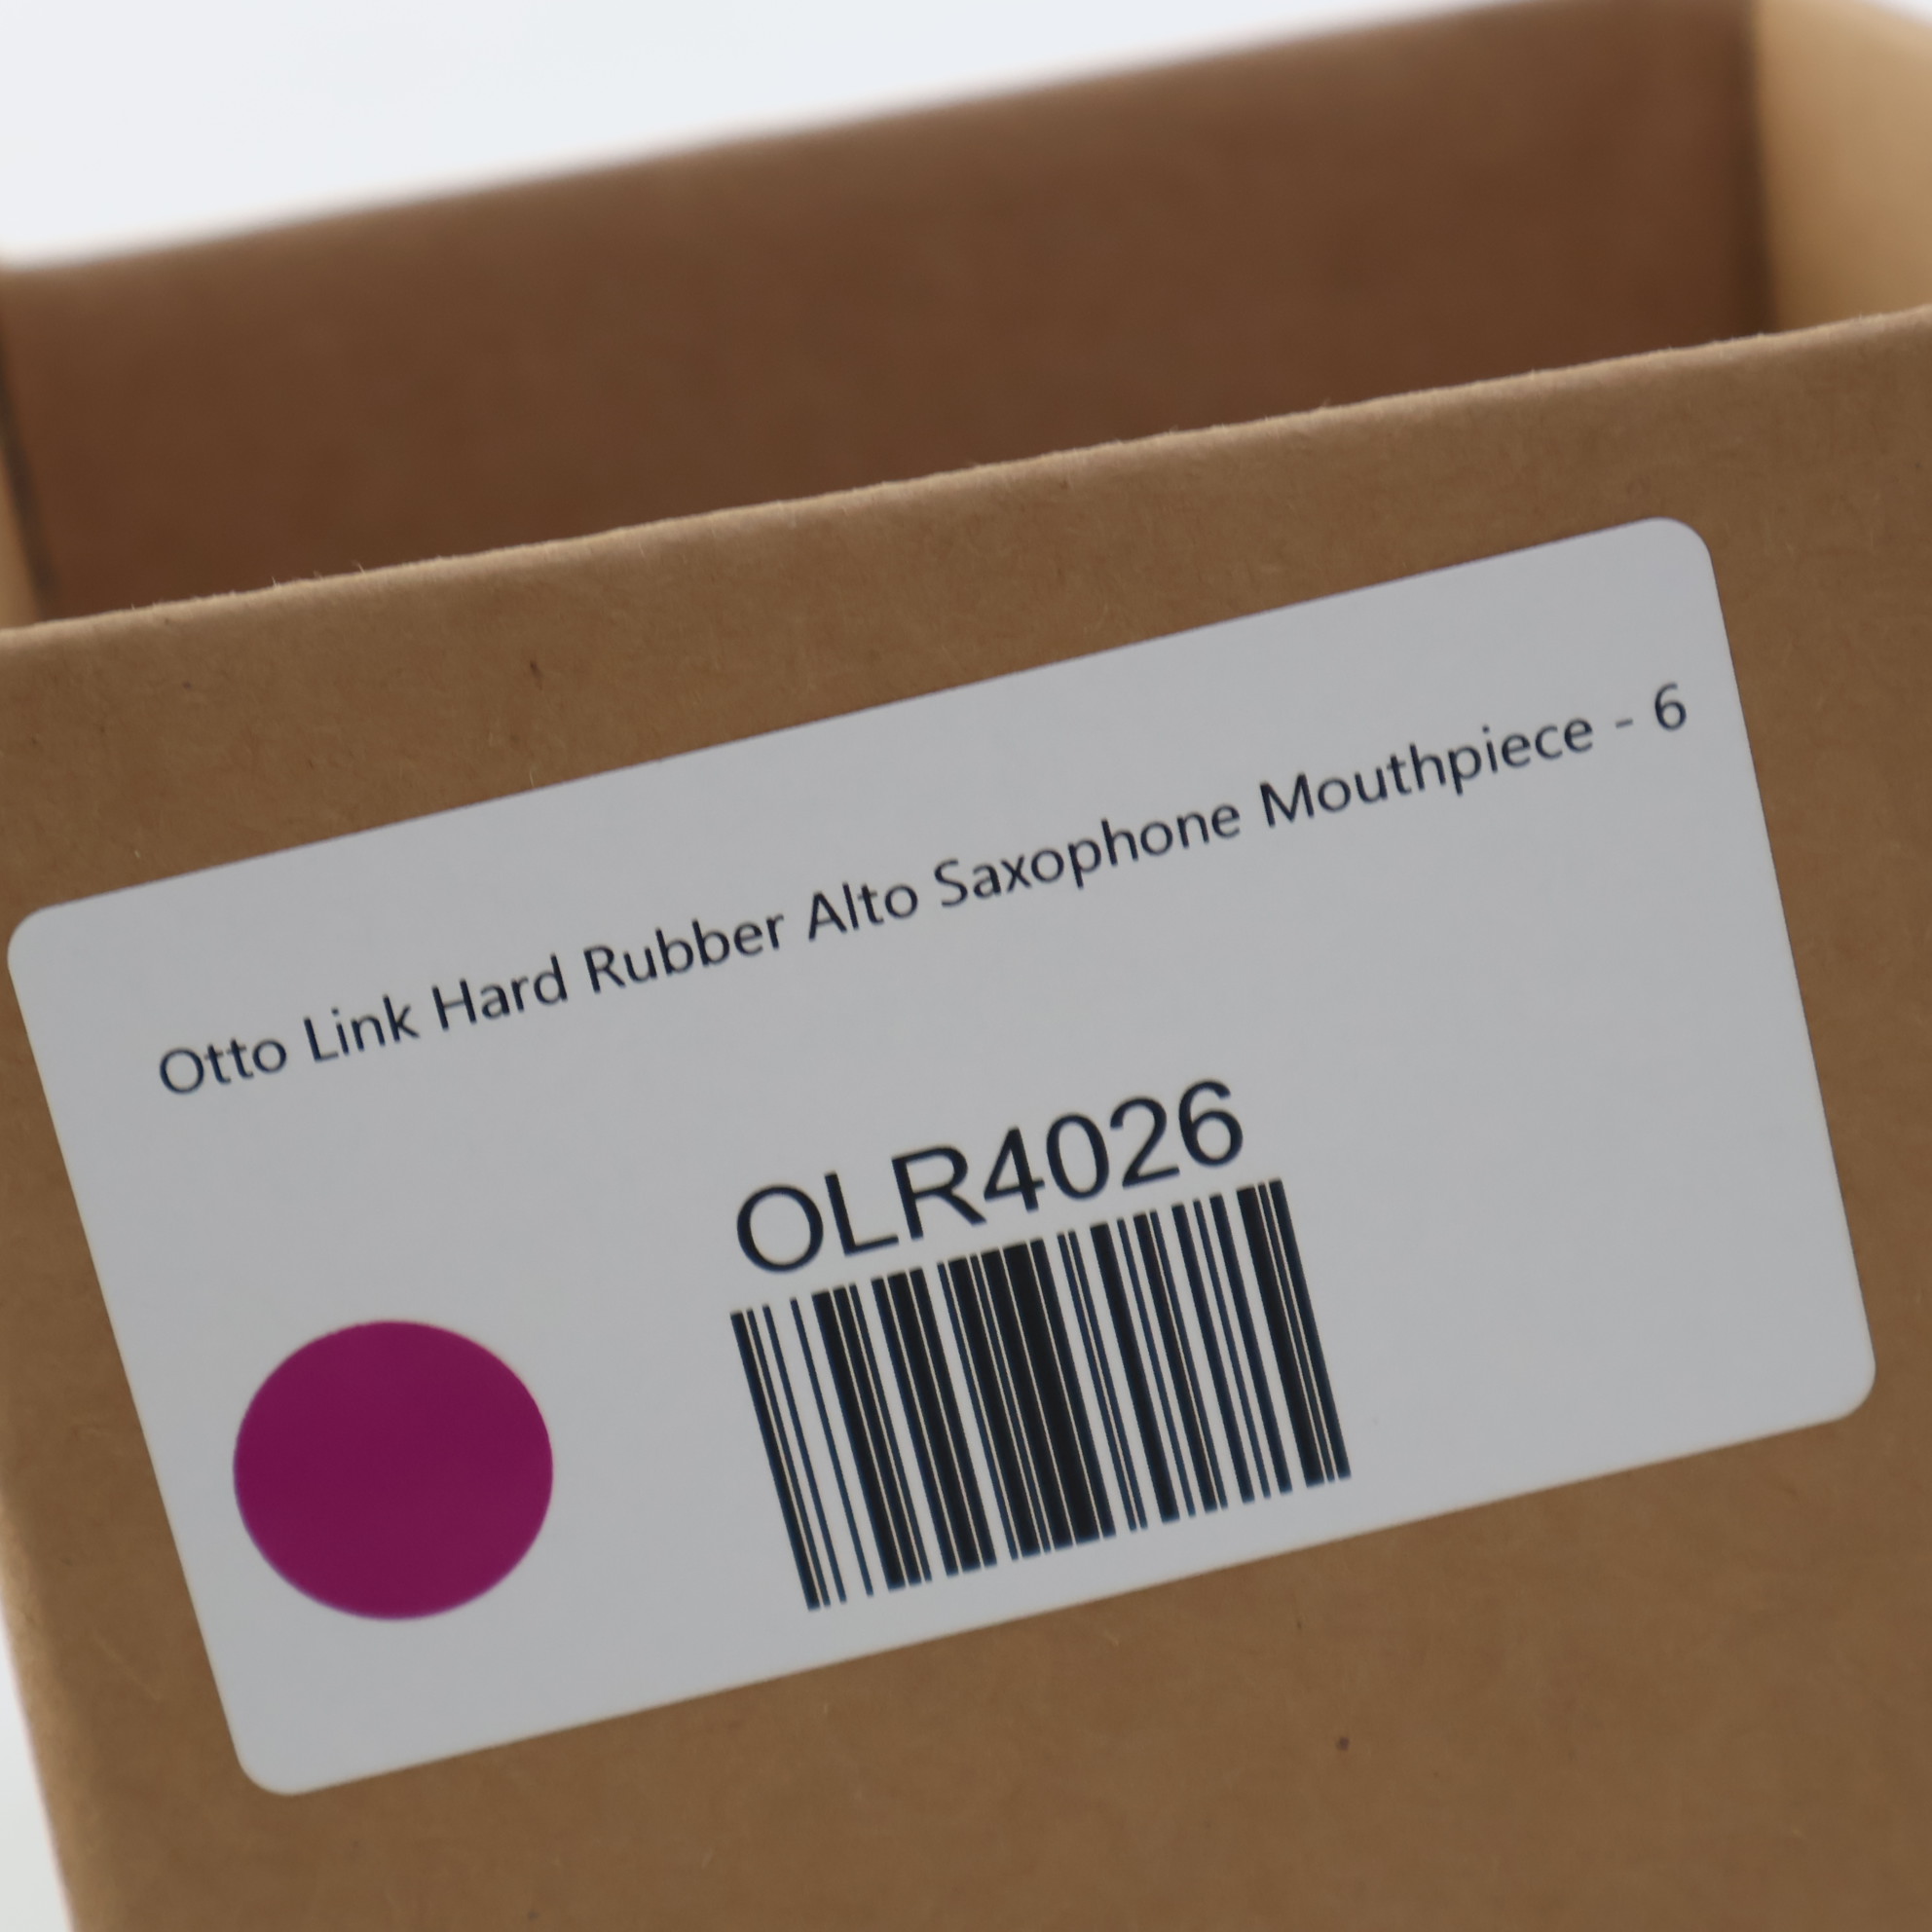 Otto Link Hard Rubber Alto Saxophone Mouthpiece - 6
OLR4026